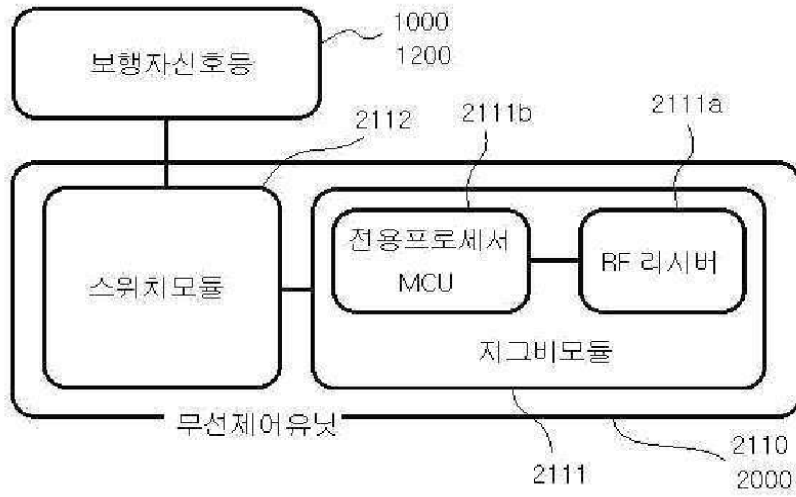 보행자신호등
1000
1200
2112
2111b
2111a
스위치모듈
전용프로세서
MCU
RF 리시버
지그비모듈
무선제어유닛
2111
2110
2000